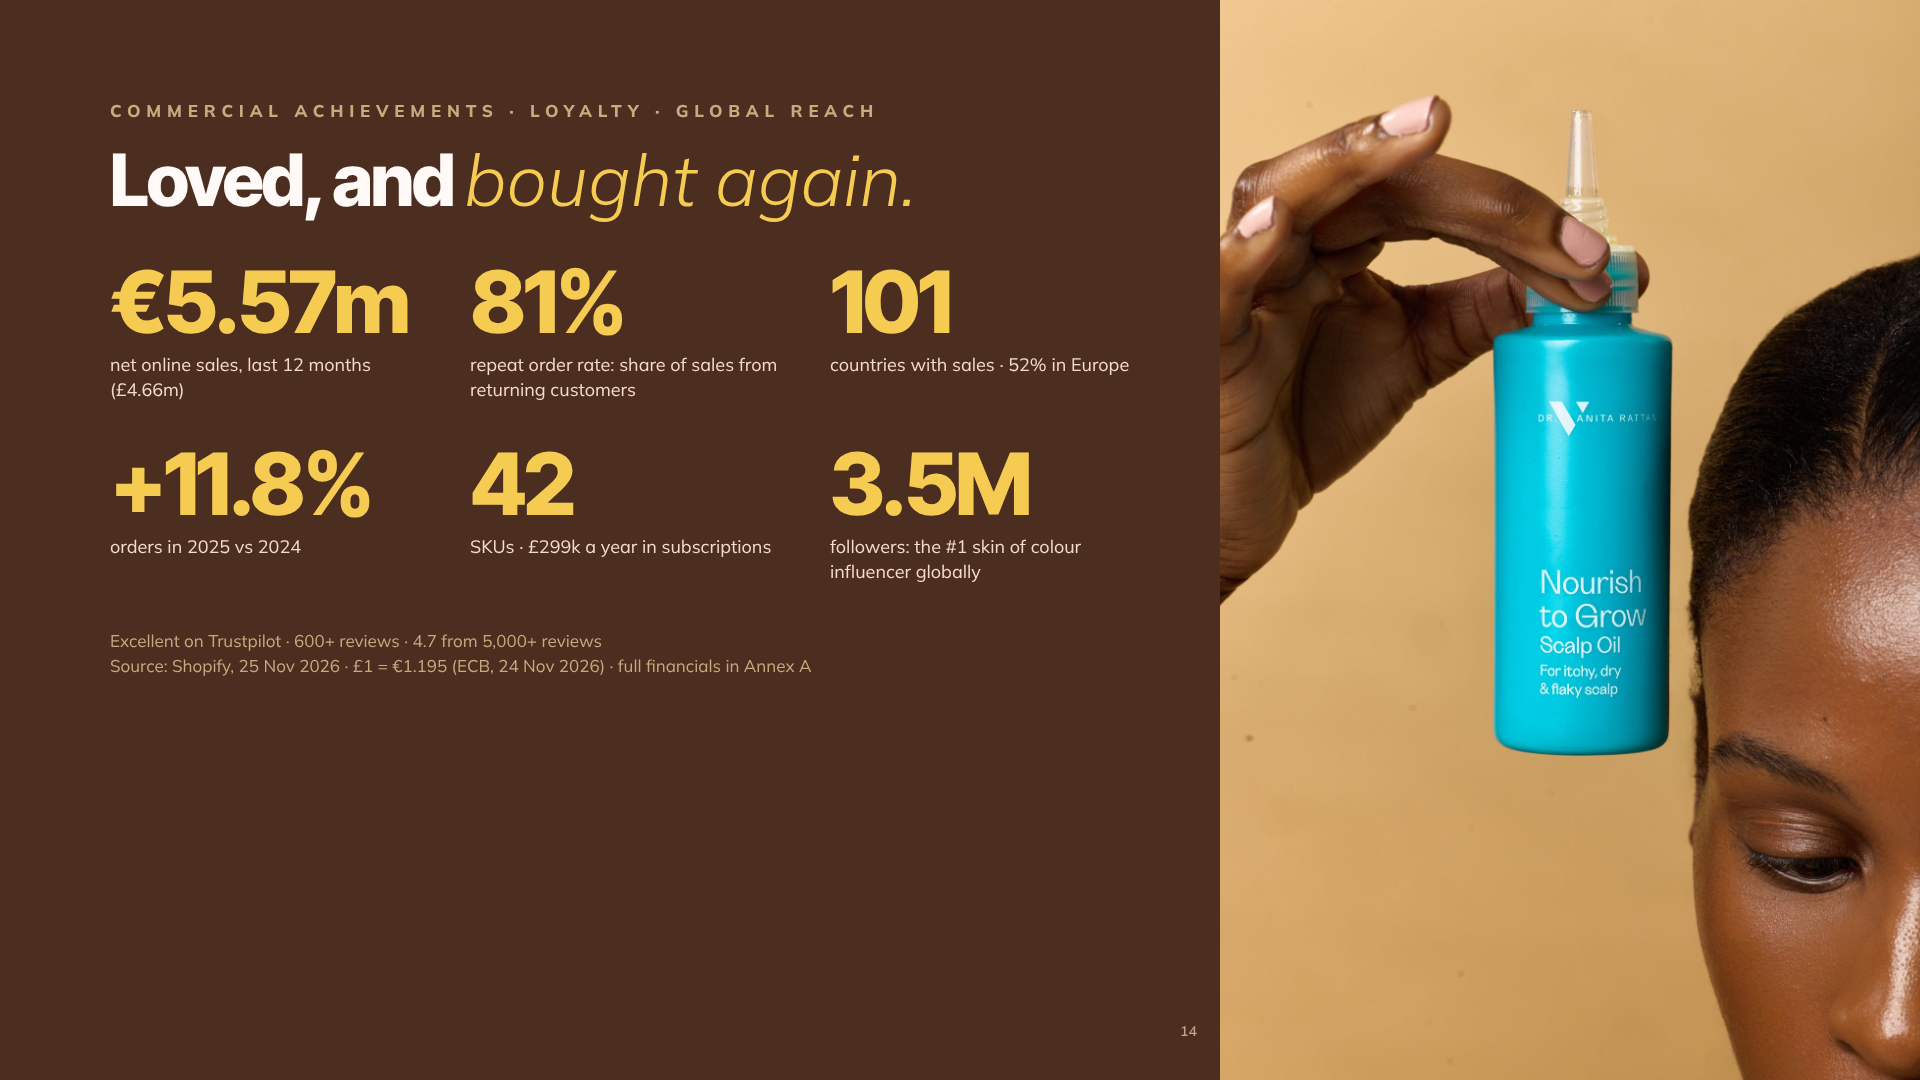 COMMERCIAL ACHIEVEMENTS · LOYALTY · GLOBAL REACH
Loved, and bought again.
€5.57m
net online sales, last 12 months
(£4.66m)
81%
repeat order rate: share of sales from
returning customers
101
countries with sales · 52% in Europe
+11.8%
orders in 2025 vs 2024
42
SKUs · £299k a year in subscriptions
3.5M
followers: the #1 skin of colour
influencer globally
Excellent on Trustpilot · 600+ reviews · 4.7 from 5,000+ reviews
Source: Shopify, 25 Nov 2026 · £1 = €1.195 (ECB, 24 Nov 2026) · full financials in Annex A
14
DR VANITA RATTAN
Nourish
to Grow
Scalp Oil
For itchy, dry
& flaky scalp